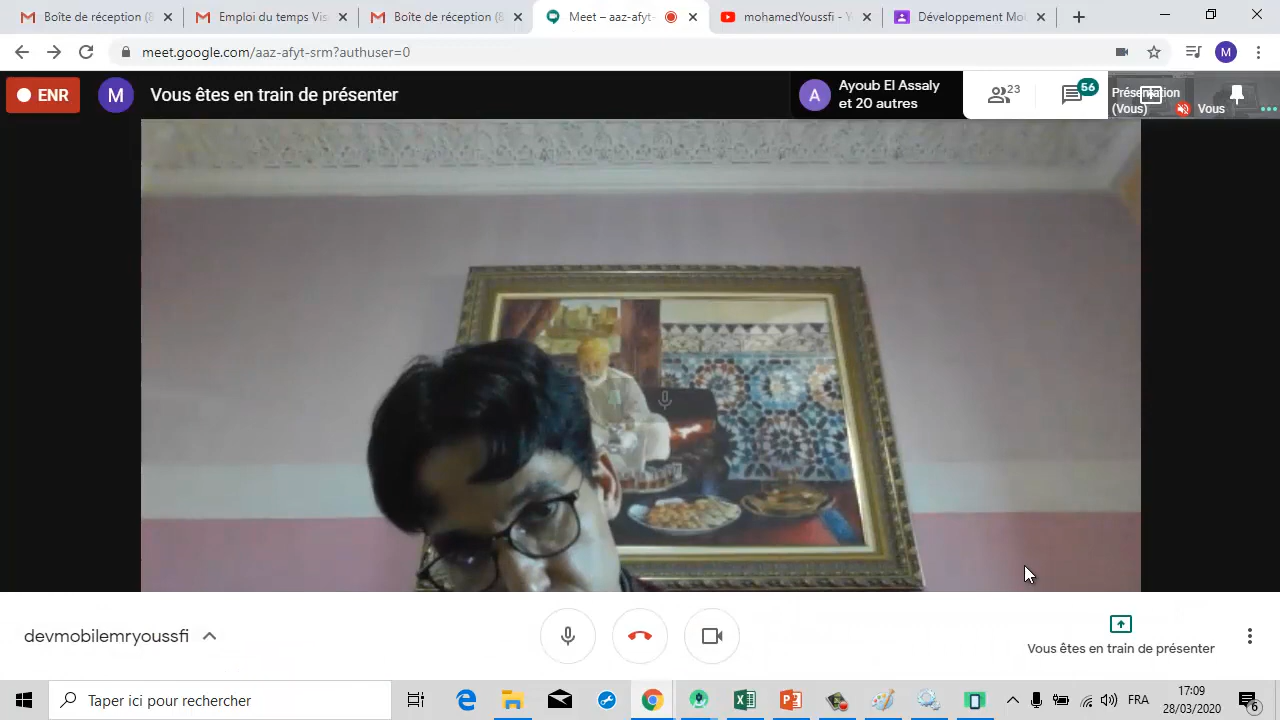 Boîte de réception (8
Emploi du temps Vis
Boîte de réception (8
Meet – aaz-afyt-
mohamedYoussfi - Y
Développement Mo
meet.google.com/aaz-afyt-srm?authuser=0
M
ENR
M
Vous êtes en train de présenter
A
Ayoub El Assaly
et 20 autres
23
56
Présentation
(Vous)
Vous
devmobilemryoussfi
Vous êtes en train de présenter
Taper ici pour rechercher
FRA
17:09
28/03/2020
6